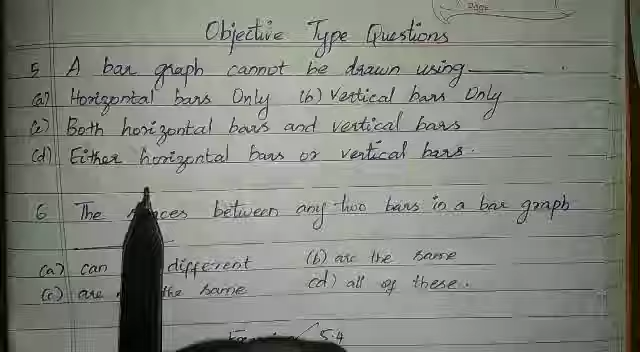 Page
Objective Type Questions
5 A bar graph cannot be drawn using .
(a) Horizontal bars Only (b) Vertical bars Only
(c) Both horizontal bars and vertical bars
(d) Either horizontal bars or vertical bars.
6 The between any two bars in a bar graph
(a) can different (b) are the same
(c) are the same (d) all of these.
5.4